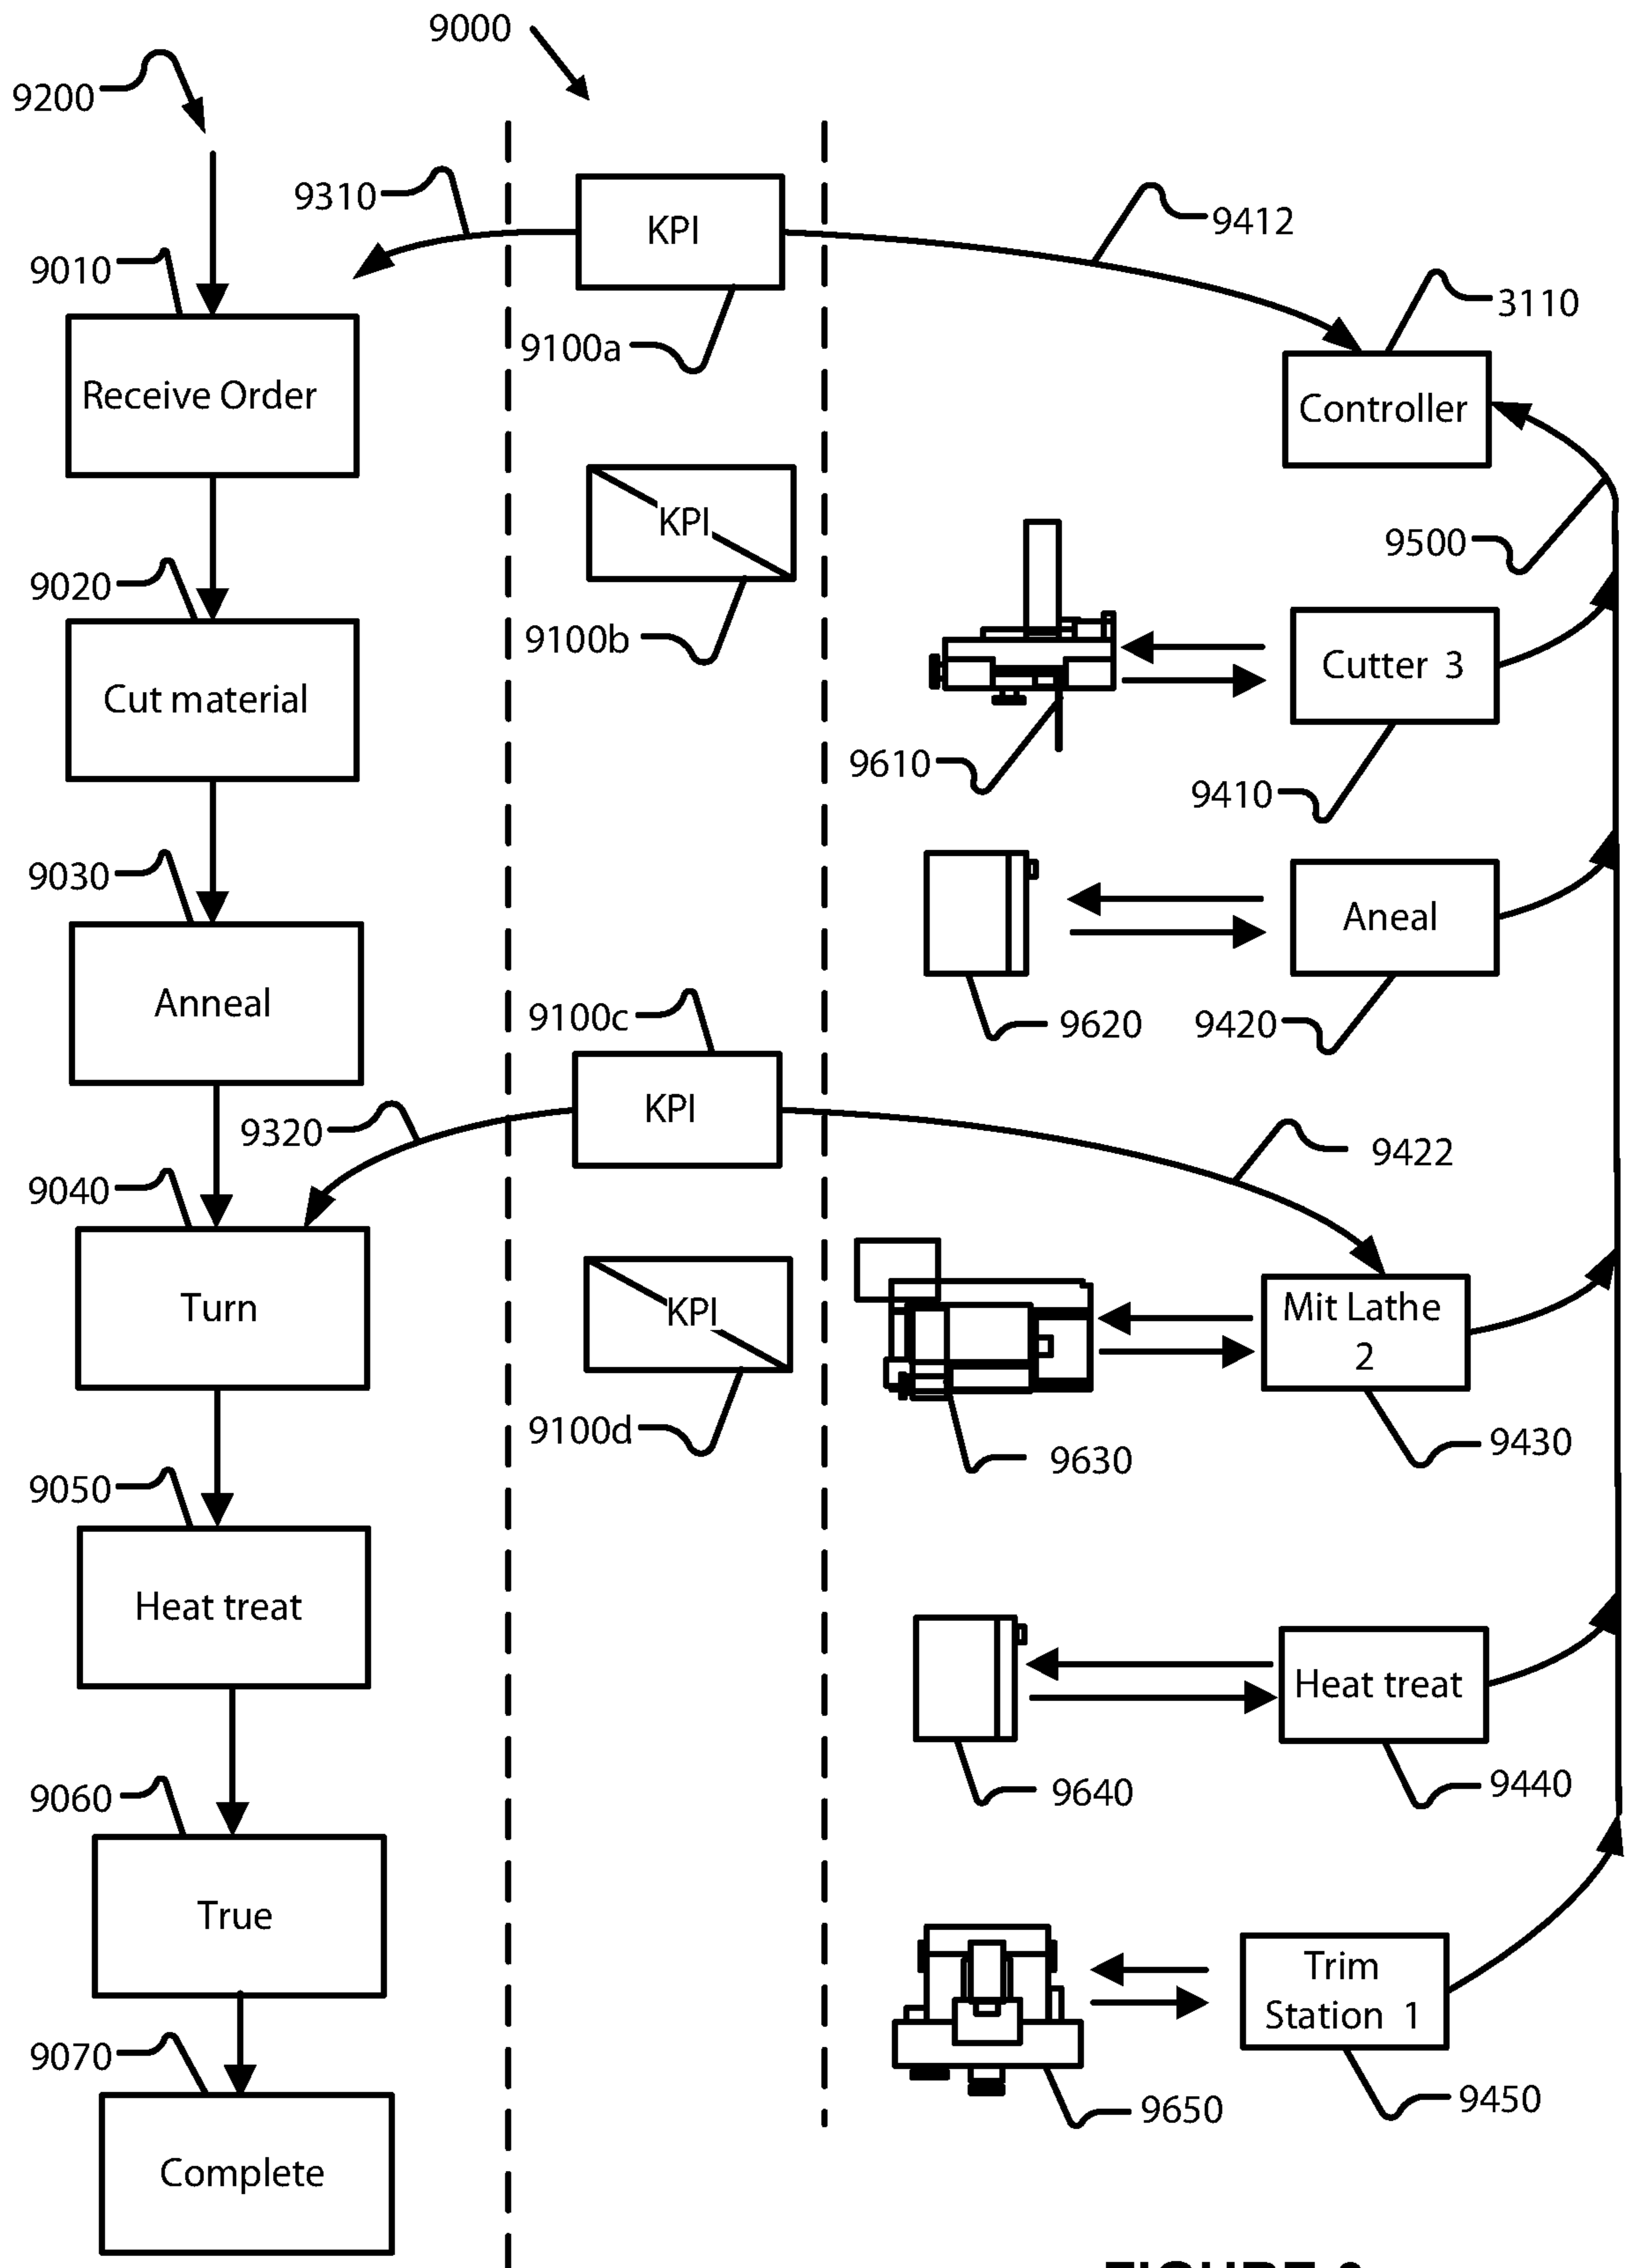 9000
9200
9310
KPI
9412
9010
3110
9100a
Receive Order
Controller
KPI
9500
9020
9100b
Cut material
Cutter 3
9610
9410
9030
Aneal
Anneal
9100c
9620
9420
KPI
9320
9422
9040
Turn
KPI
Mit Lathe
2
9100d
9630
9430
9050
Heat treat
Heat treat
9640
9440
9060
True
Trim
Station 1
9070
9650
9450
Complete